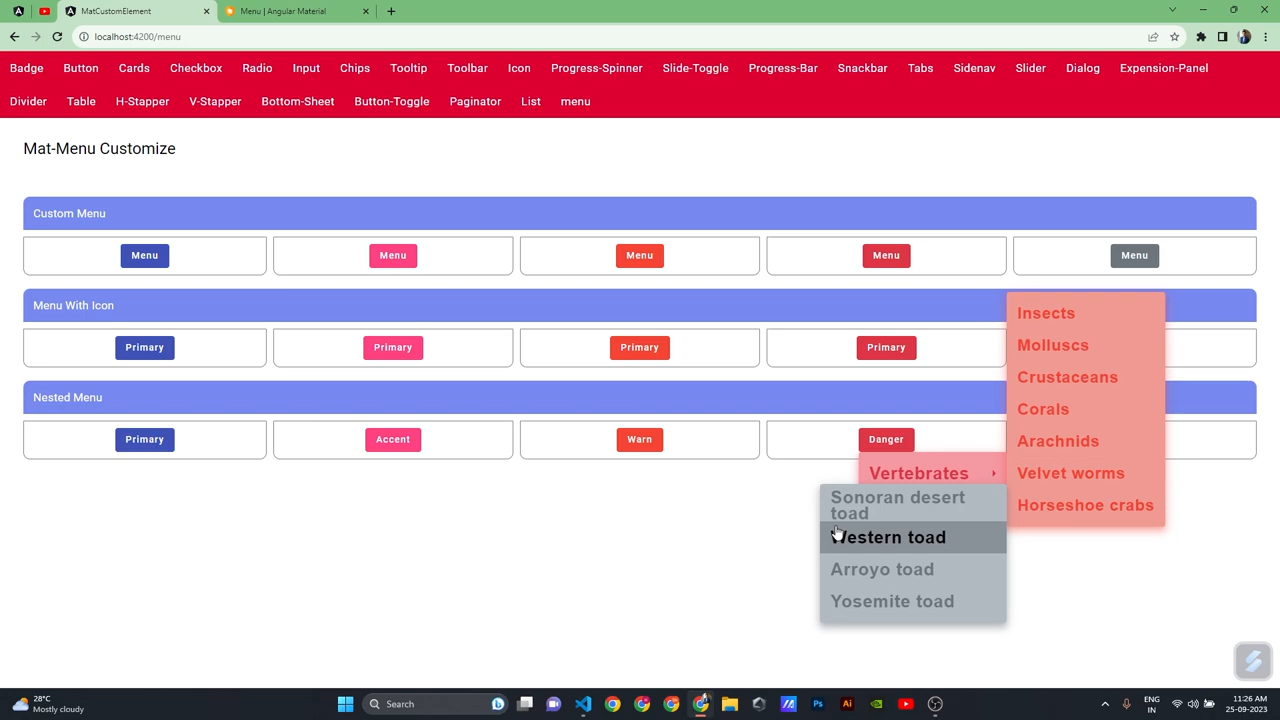 MatCustomElement
Menu | Angular Material
localhost:4200/menu
Badge Button Cards Checkbox Radio Input Chips Tooltip Toolbar Icon Progress-Spinner Slide-Toggle Progress-Bar Snackbar Tabs Sidenav Slider Dialog Expension-Panel
Divider Table H-Stapper V-Stapper Bottom-Sheet Button-Toggle Paginator List menu
Mat-Menu Customize
Custom Menu
Menu Menu Menu Menu Menu
Menu With Icon
Primary Primary Primary Primary
Nested Menu
Primary Accent Warn Danger
Vertebrates
Sonoran desert
toad
Western toad
Arroyo toad
Yosemite toad
Insects
Molluscs
Crustaceans
Corals
Arachnids
Velvet worms
Horseshoe crabs
28°C
Mostly cloudy
Search
Ps
Ai
ENG
IN
11:26 AM
25-09-2023